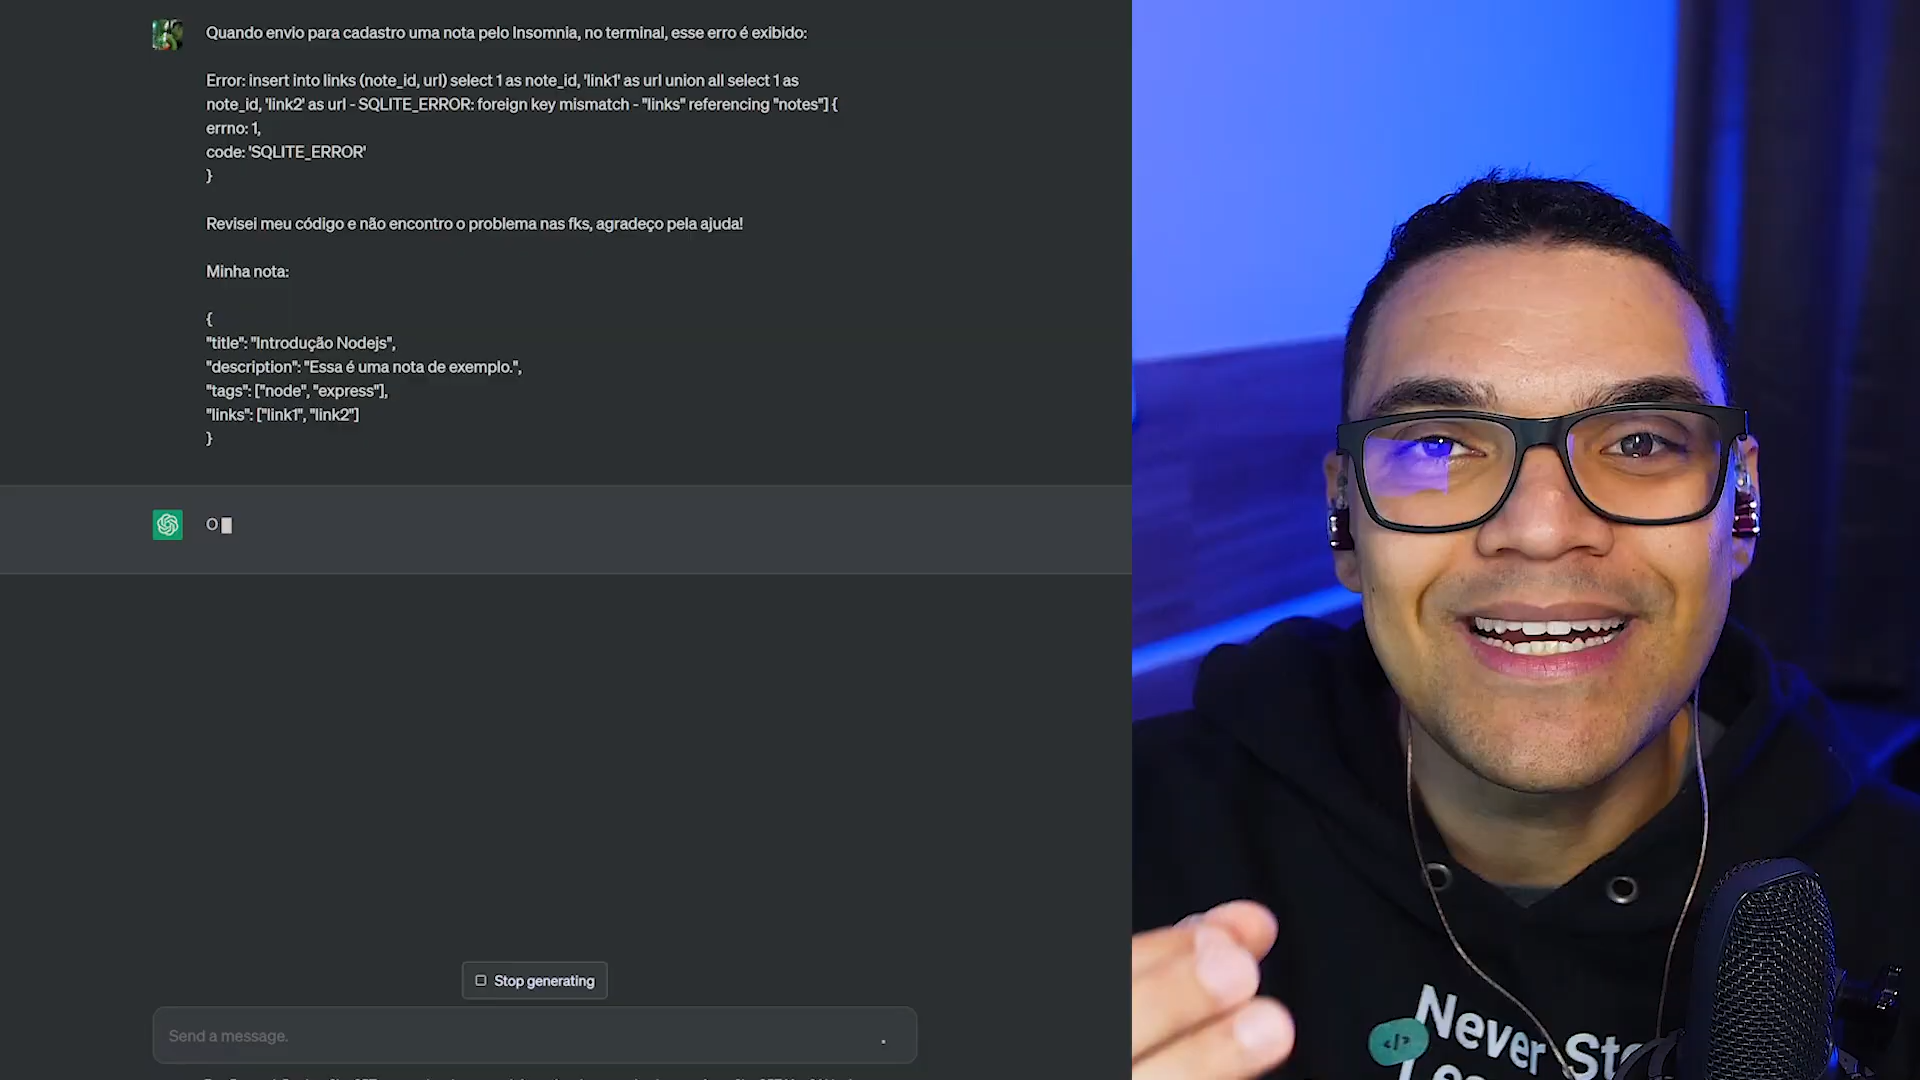 Quando envio para cadastro uma nota pelo Insomnia, no terminal, esse erro é exibido:
Error: insert into links (note_id, url) select 1 as note_id, 'link1' as url union all select 1 as
note_id, 'link2' as url - SQLITE_ERROR: foreign key mismatch - "links" referencing "notes"] {
errno: 1,
code: 'SQLITE_ERROR'
}
Revisei meu código e não encontro o problema nas fks, agradeço pela ajuda!
Minha nota:
{
"title": "Introdução Nodejs",
"description": "Essa é uma nota de exemplo.",
"tags": ["node", "express"],
"links": ["link1", "link2"]
}
O
Stop generating
Send a message.
</> Never